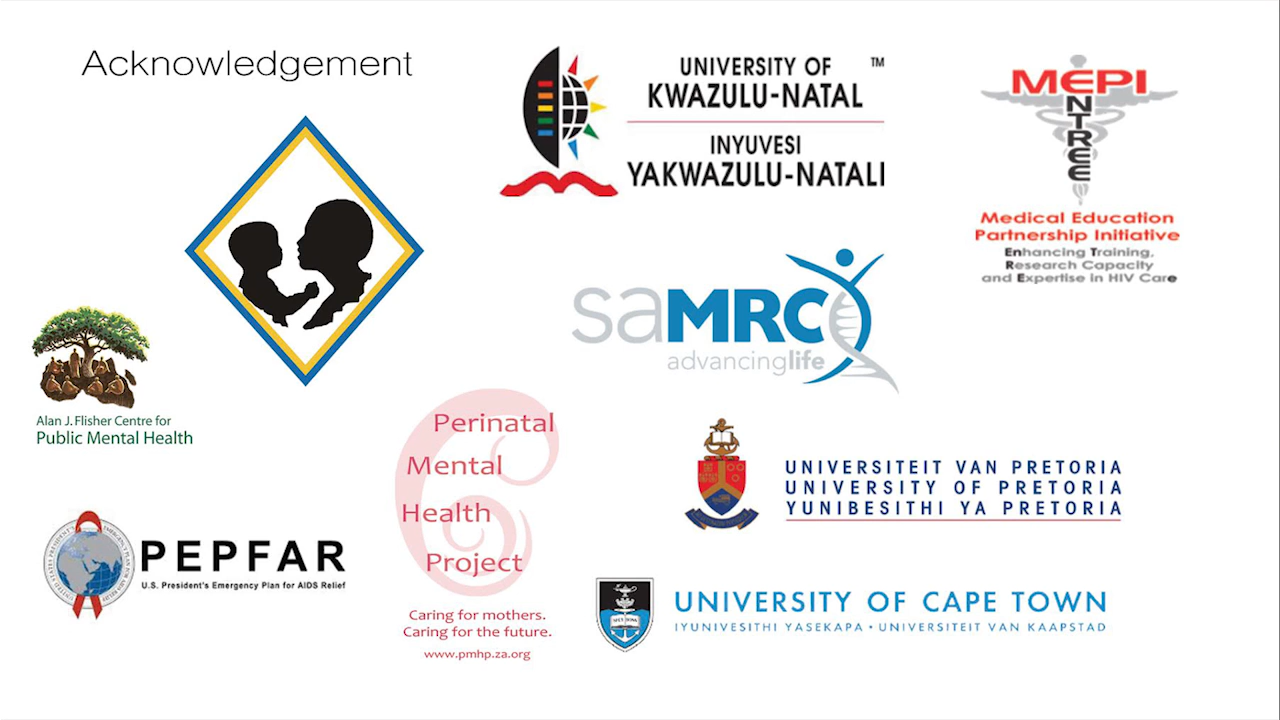 Acknowledgement
UNIVERSITY OF ™
KWAZULU-NATAL
INYUVESI
YAKWAZULU-NATALI
MEPI
ENTREE
Medical Education
Partnership Initiative
Enhancing Training,
Research Capacity
and Expertise in HIV Care
saMRC
advancinglife
Alan J. Flisher Centre for
Public Mental Health
Perinatal
Mental
Health
Project
Caring for mothers.
Caring for the future.
www.pmhp.za.org
UNIVERSITEIT VAN PRETORIA
UNIVERSITY OF PRETORIA
YUNIBESITHI YA PRETORIA
PEPFAR
U.S. President's Emergency Plan for AIDS Relief
UNIVERSITY OF CAPE TOWN
IYUNIVESITHI YASEKAPA • UNIVERSITEIT VAN KAAPSTAD